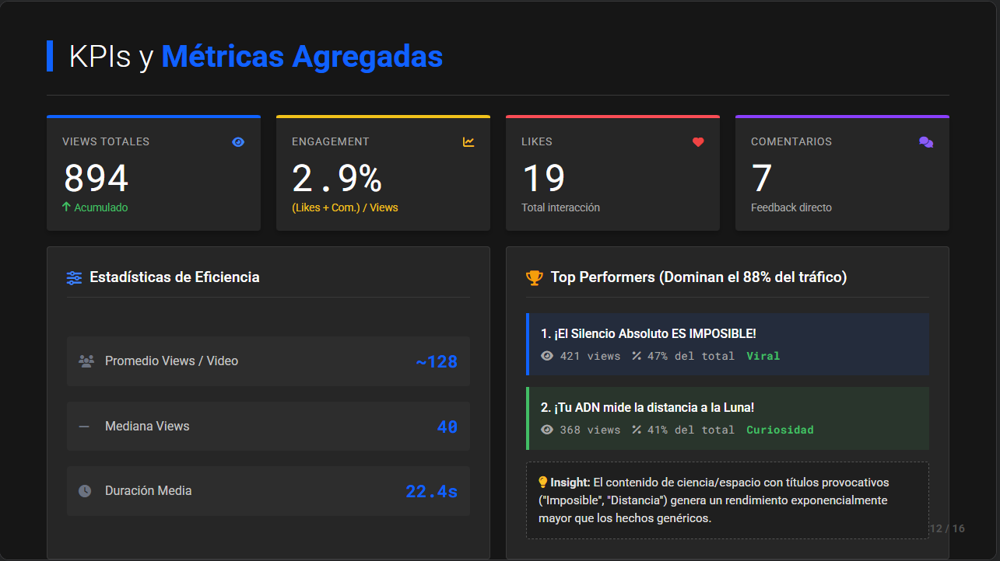 KPIs y Métricas Agregadas
VIEWS TOTALES
894
Acumulado
ENGAGEMENT
2.9%
(Likes + Com.) / Views
LIKES
19
Total interacción
COMENTARIOS
7
Feedback directo
Estadísticas de Eficiencia
Promedio Views / Video
~128
Mediana Views
40
Duración Media
22.4s
Top Performers (Dominan el 88% del tráfico)
1. ¡El Silencio Absoluto ES IMPOSIBLE!
421 views % 47% del total Viral
2. ¡Tu ADN mide la distancia a la Luna!
368 views % 41% del total Curiosidad
Insight: El contenido de ciencia/espacio con títulos provocativos
("Imposible", "Distancia") genera un rendimiento exponencialmente
mayor que los hechos genéricos.
12 / 16